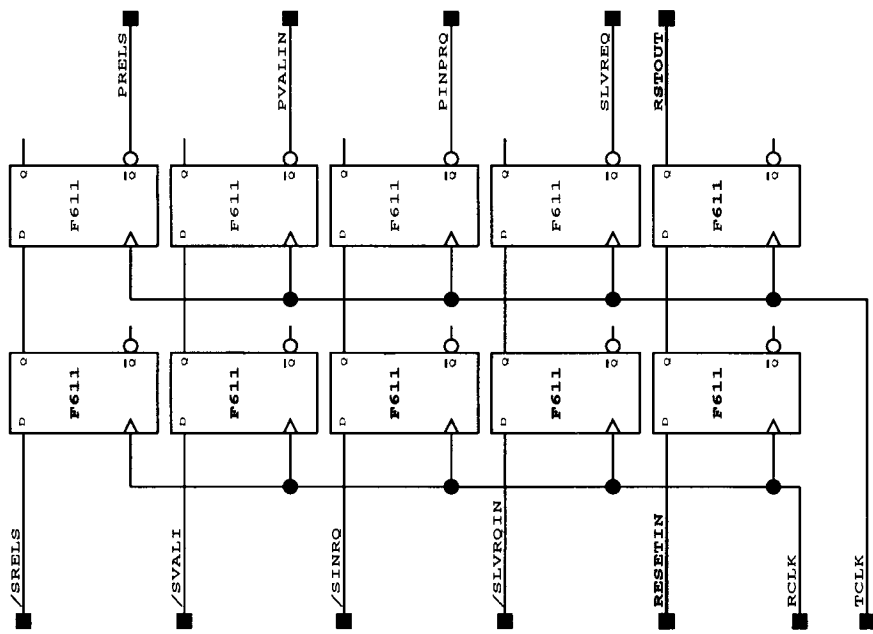 PRELS
PVALIN
PINPRQ
SLVREQ
RSTOUT
Q Q Q Q Q Q Q Q Q Q
F611 F611 F611 F611 F611
D D D D D
Q Q Q Q Q Q Q Q Q Q
F611 F611 F611 F611 F611
D D D D D
/SRELS
/SVALI
/SINRQ
/SLVRQIN
RESETIN
RCLK
TCLK